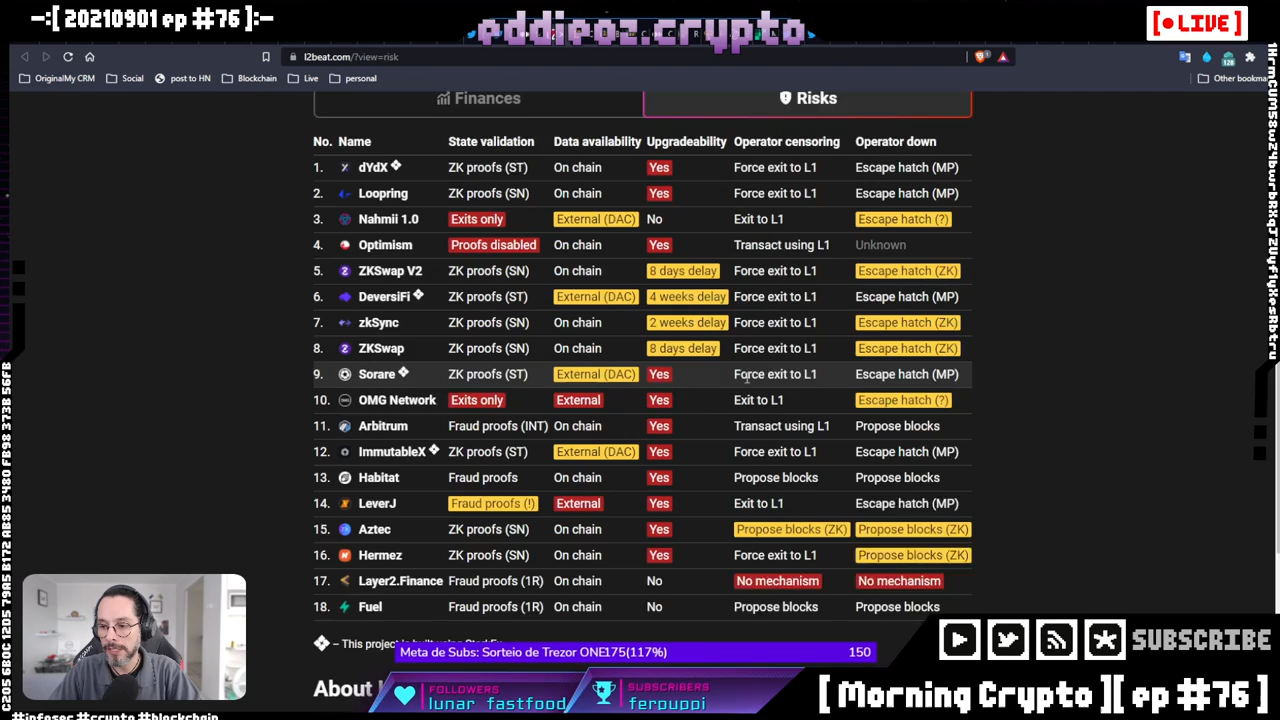 -:[ 20210901 ep #76 ]:-
eddieoz.crypto
[● LIVE]
l2beat.com/?view=risk
OriginalMy CRM Social post to HN Blockchain Live personal
Other bookma
Finances Risks
No. Name State validation Data availability Upgradeability Operator censoring Operator down
1. dYdX ZK proofs (ST) On chain Yes Force exit to L1 Escape hatch (MP)
2. Loopring ZK proofs (SN) On chain Yes Force exit to L1 Escape hatch (MP)
3. Nahmii 1.0 Exits only External (DAC) No Exit to L1 Escape hatch (?)
4. Optimism Proofs disabled On chain Yes Transact using L1 Unknown
5. ZKSwap V2 ZK proofs (SN) On chain 8 days delay Force exit to L1 Escape hatch (ZK)
6. DeversiFi ZK proofs (ST) External (DAC) 4 weeks delay Force exit to L1 Escape hatch (MP)
7. zkSync ZK proofs (SN) On chain 2 weeks delay Force exit to L1 Escape hatch (ZK)
8. ZKSwap ZK proofs (SN) On chain 8 days delay Force exit to L1 Escape hatch (ZK)
9. Sorare ZK proofs (ST) External (DAC) Yes Force exit to L1 Escape hatch (MP)
10. OMG Network Exits only External Yes Exit to L1 Escape hatch (?)
11. Arbitrum Fraud proofs (INT) On chain Yes Transact using L1 Propose blocks
12. ImmutableX ZK proofs (ST) External (DAC) Yes Force exit to L1 Escape hatch (MP)
13. Habitat Fraud proofs On chain Yes Propose blocks Propose blocks
14. LeverJ Fraud proofs (!) External Yes Exit to L1 Escape hatch (MP)
15. Aztec ZK proofs (SN) On chain Yes Propose blocks (ZK) Propose blocks (ZK)
16. Hermez ZK proofs (SN) On chain Yes Force exit to L1 Propose blocks (ZK)
17. Layer2.Finance Fraud proofs (1R) On chain No No mechanism No mechanism
18. Fuel Fraud proofs (1R) On chain No Propose blocks Propose blocks
– This project is built using
Meta de Subs: Sorteio de Trezor ONE175(117%) 150
About
FOLLOWERS
lunar_fastfood
SUBSCRIBERS
ferpuppi
SUBSCRIBE
[ Morning Crypto ][ ep #76 ]
#infosec #crypto #blockchain